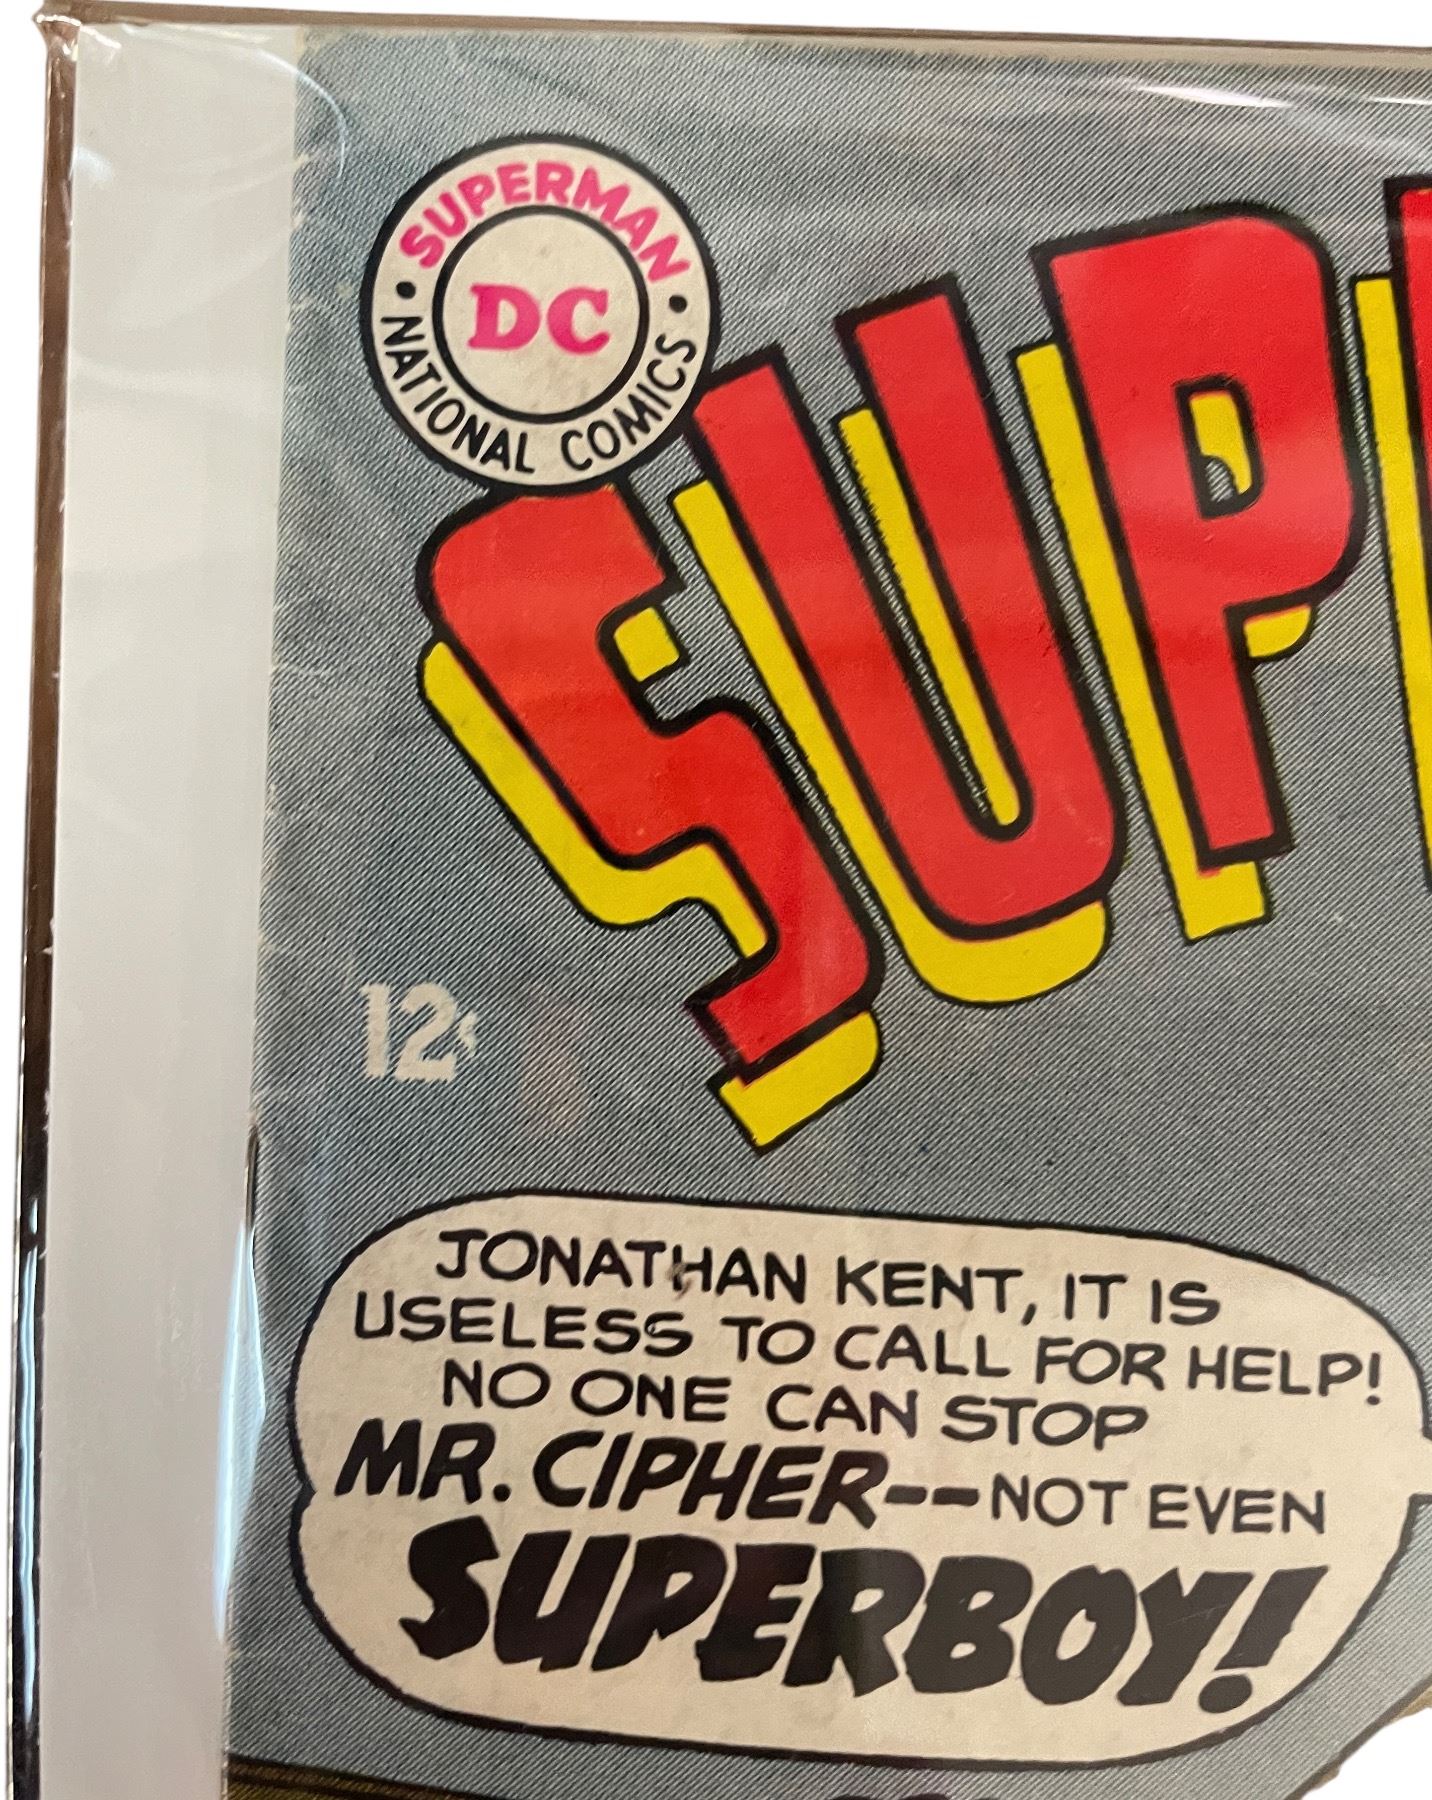 SUPERMAN
DC
NATIONAL COMICS
SUP
12¢
JONATHAN KENT, IT IS
USELESS TO CALL FOR HELP!
NO ONE CAN STOP
MR. CIPHER--NOT EVEN
SUPERBOY!